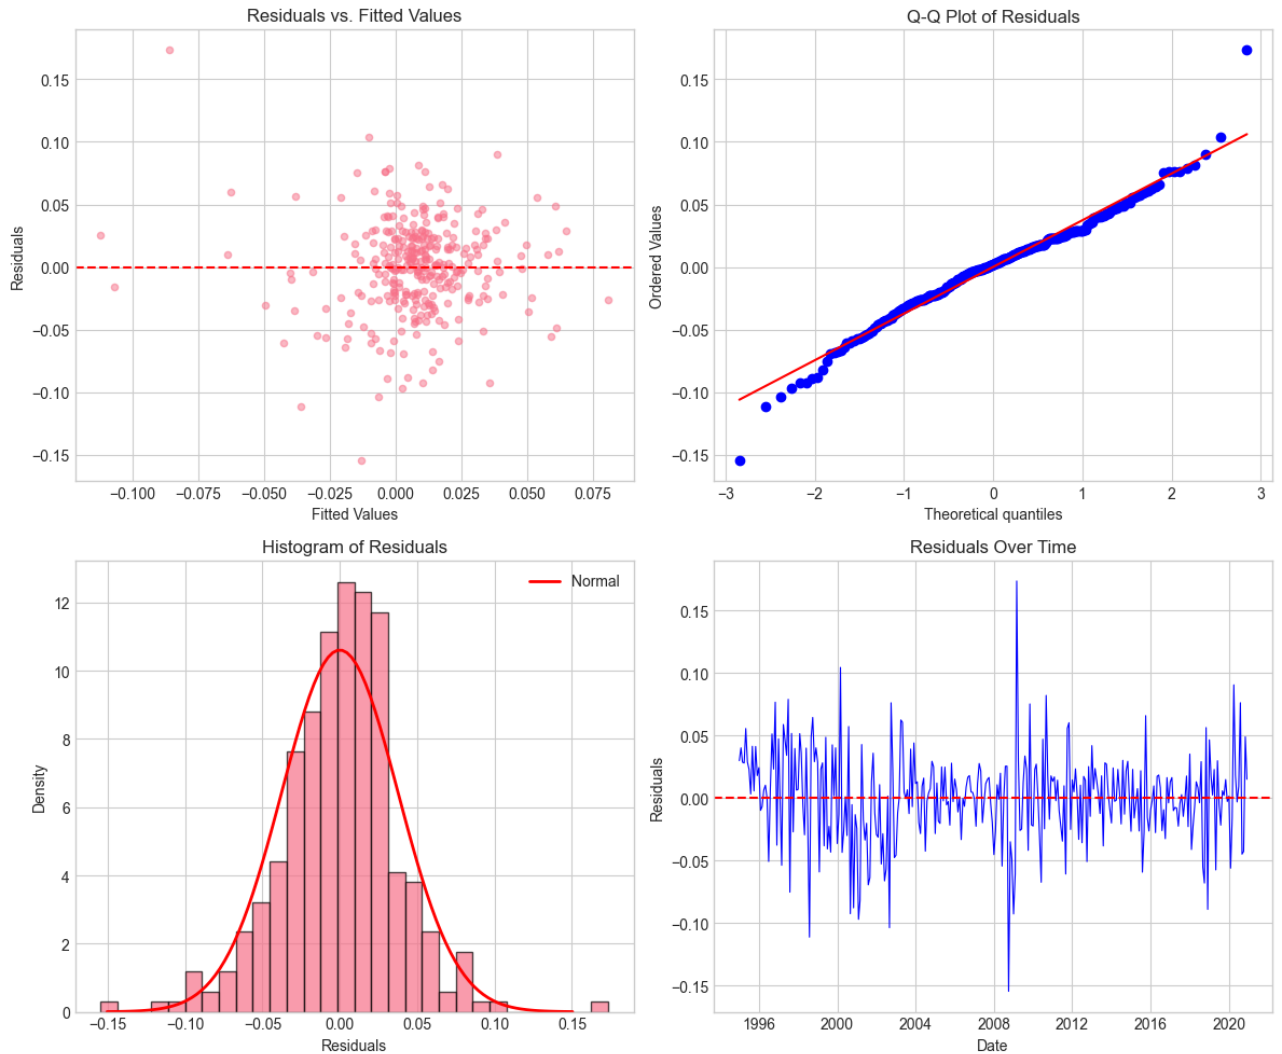 Residuals vs. Fitted Values
0.15
0.10
0.05
0.00
−0.05
−0.10
−0.15
Residuals
−0.100 −0.075 −0.050 −0.025 0.000 0.025 0.050 0.075
Fitted Values
Q-Q Plot of Residuals
0.15
0.10
0.05
0.00
−0.05
−0.10
−0.15
Ordered Values
−3 −2 −1 0 1 2 3
Theoretical quantiles
Histogram of Residuals
Normal
12
10
8
6
4
2
0
Density
−0.15 −0.10 −0.05 0.00 0.05 0.10 0.15
Residuals
Residuals Over Time
0.15
0.10
0.05
0.00
−0.05
−0.10
−0.15
Residuals
1996 2000 2004 2008 2012 2016 2020
Date